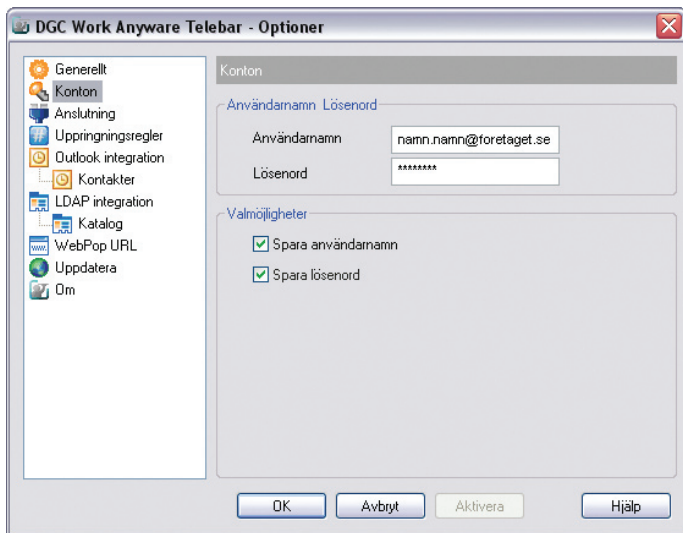 DGC Work Anyware Telebar - Optioner
Generellt
Konton
Anslutning
Uppringningsregler
Outlook integration
Kontakter
LDAP integration
Katalog
WebPop URL
Uppdatera
Om
Konton
Användarnamn Lösenord
Användarnamn namn.namn@foretaget.se
Lösenord ********
Valmöjligheter
Spara användarnamn
Spara lösenord
OK Avbryt Aktivera Hjälp